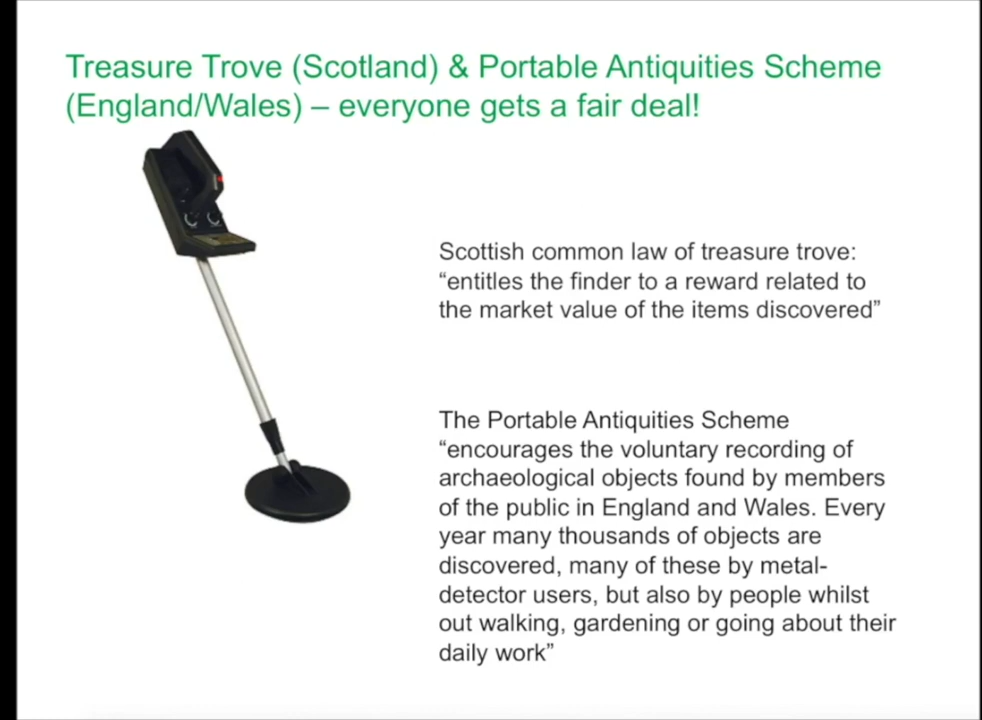 Treasure Trove (Scotland) & Portable Antiquities Scheme
(England/Wales) – everyone gets a fair deal!
Scottish common law of treasure trove:
“entitles the finder to a reward related to
the market value of the items discovered”
The Portable Antiquities Scheme
“encourages the voluntary recording of
archaeological objects found by members
of the public in England and Wales. Every
year many thousands of objects are
discovered, many of these by metal-
detector users, but also by people whilst
out walking, gardening or going about their
daily work”